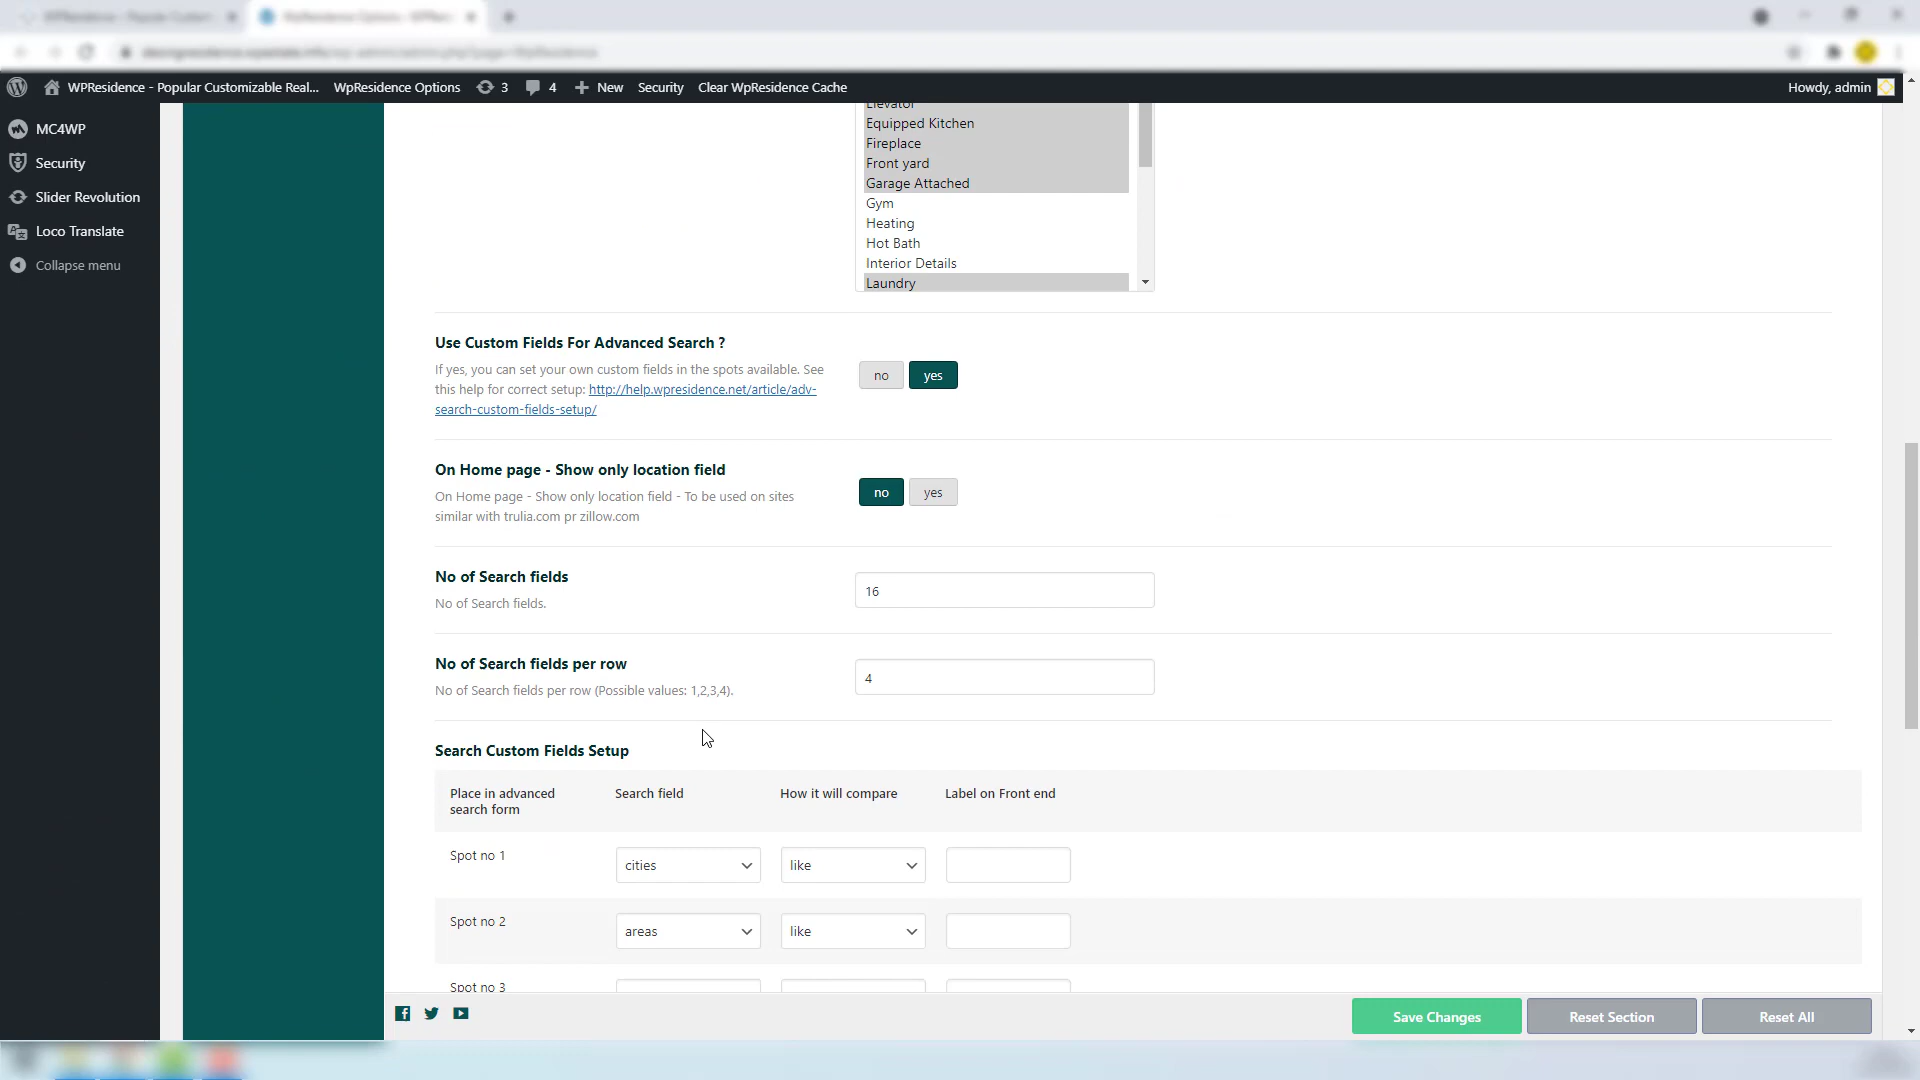 WPResidence - Popular Customizable Real... WpResidence Options 3 4 New Security Clear WpResidence Cache Howdy, admin
MC4WP
Security
Slider Revolution
Loco Translate
Collapse menu
Elevator
Equipped Kitchen
Fireplace
Front yard
Garage Attached
Gym
Heating
Hot Bath
Interior Details
Laundry
Use Custom Fields For Advanced Search ?
If yes, you can set your own custom fields in the spots available. See
this help for correct setup: http://help.wpresidence.net/article/adv-
search-custom-fields-setup/
no yes
On Home page - Show only location field
On Home page - Show only location field - To be used on sites
similar with trulia.com pr zillow.com
no yes
No of Search fields
No of Search fields.
16
No of Search fields per row
No of Search fields per row (Possible values: 1,2,3,4).
4
Search Custom Fields Setup
Place in advanced
search form
Search field
How it will compare
Label on Front end
Spot no 1 cities like
Spot no 2 areas like
Spot no 3
Save Changes Reset Section Reset All